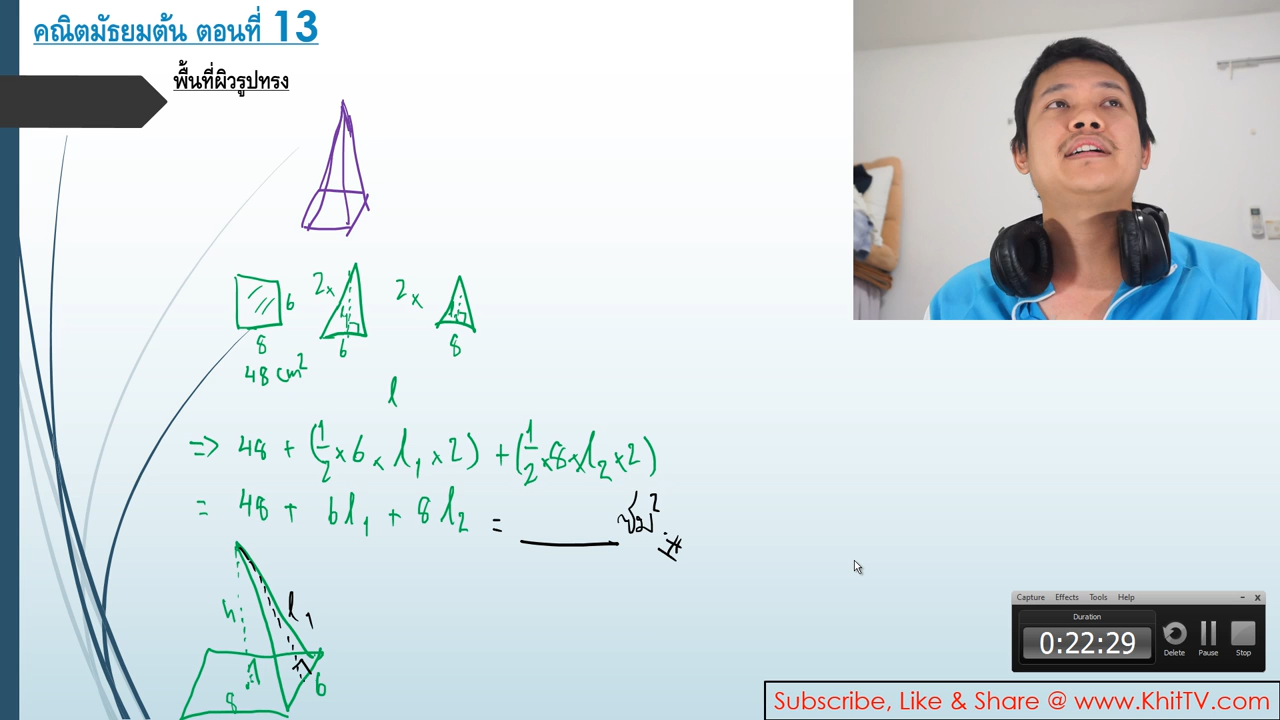 คณิตมัธยมต้น ตอนที่ 13
พื้นที่ผิวรูปทรง
6 2x 2x
8 6 8
48 cm²
l
=> 48 + (1/2 × 6 × l₁ × 2) + (1/2 × 8 × l₂ × 2)
= 48 + 6l₁ + 8l₂ = ______ ซม²
h l₁
8 6
Capture Effects Tools Help
Duration
0:22:29
Delete Pause Stop
Subscribe, Like & Share @ www.KhitTV.com